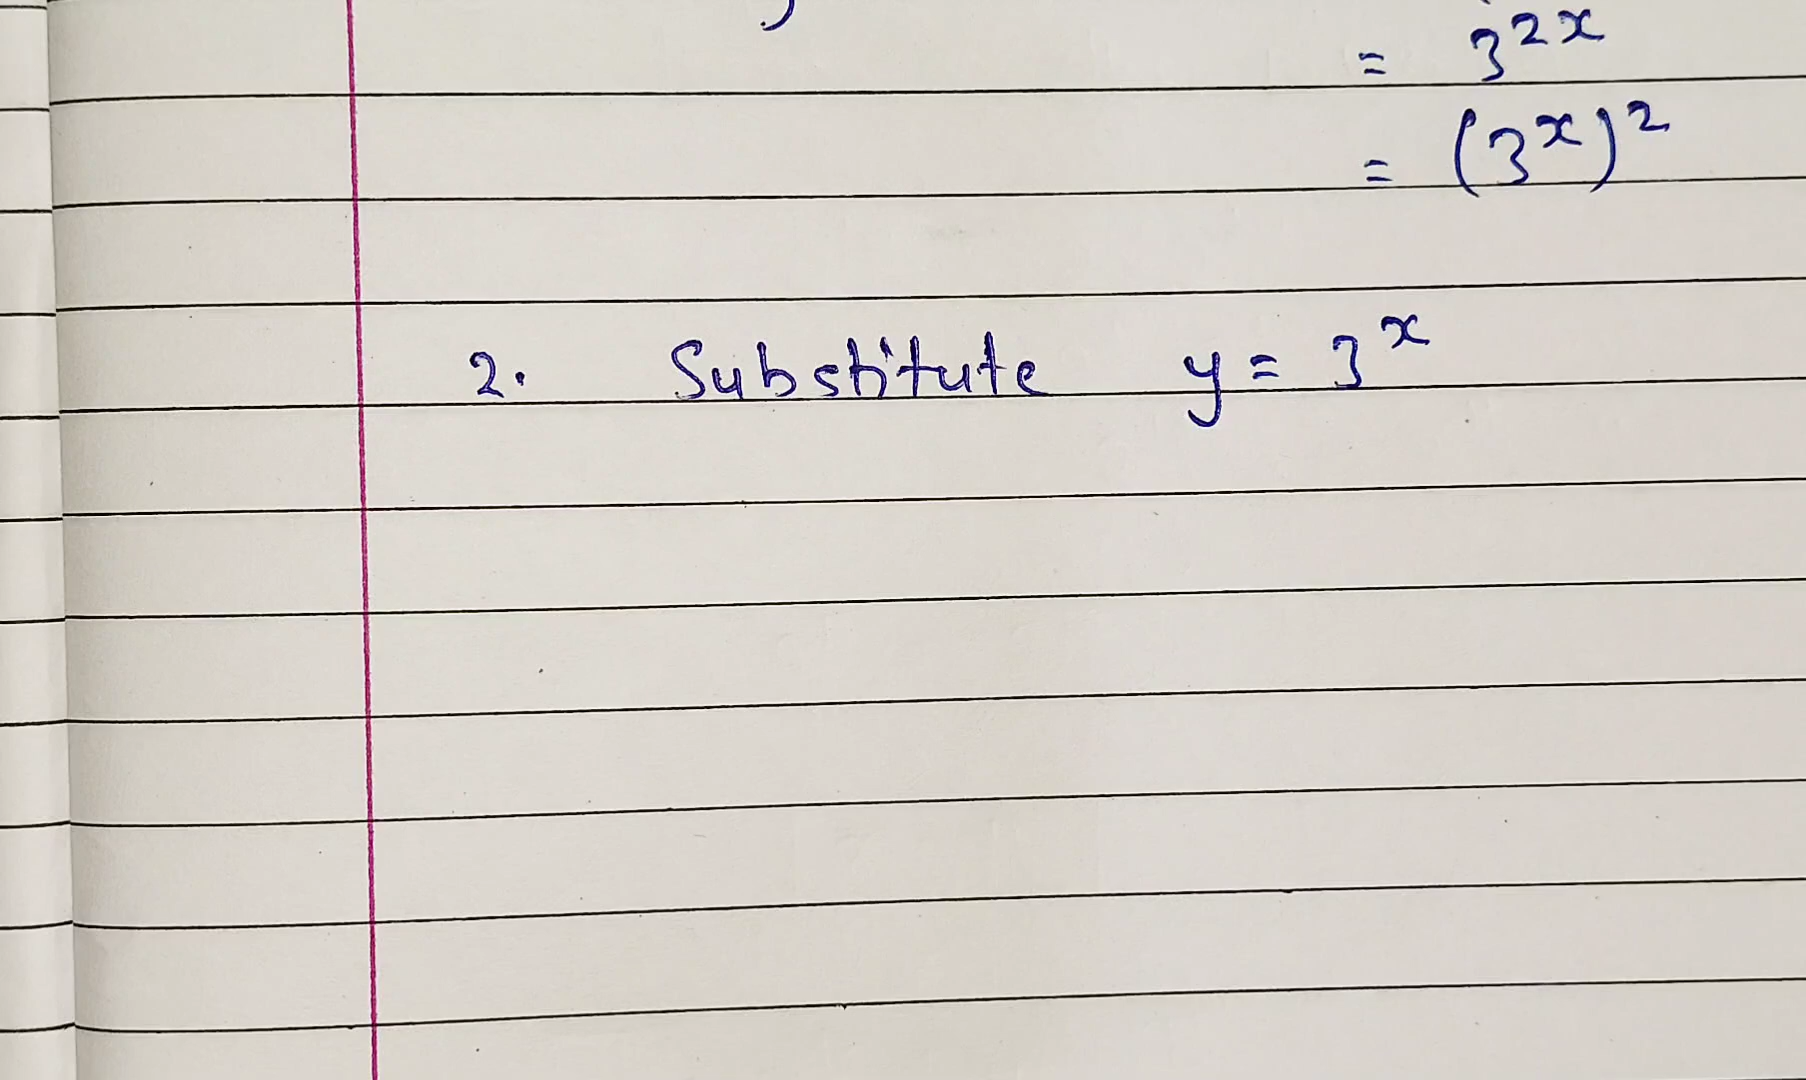 = 3^{2x}
= (3^x)^2
2. Substitute y = 3^x